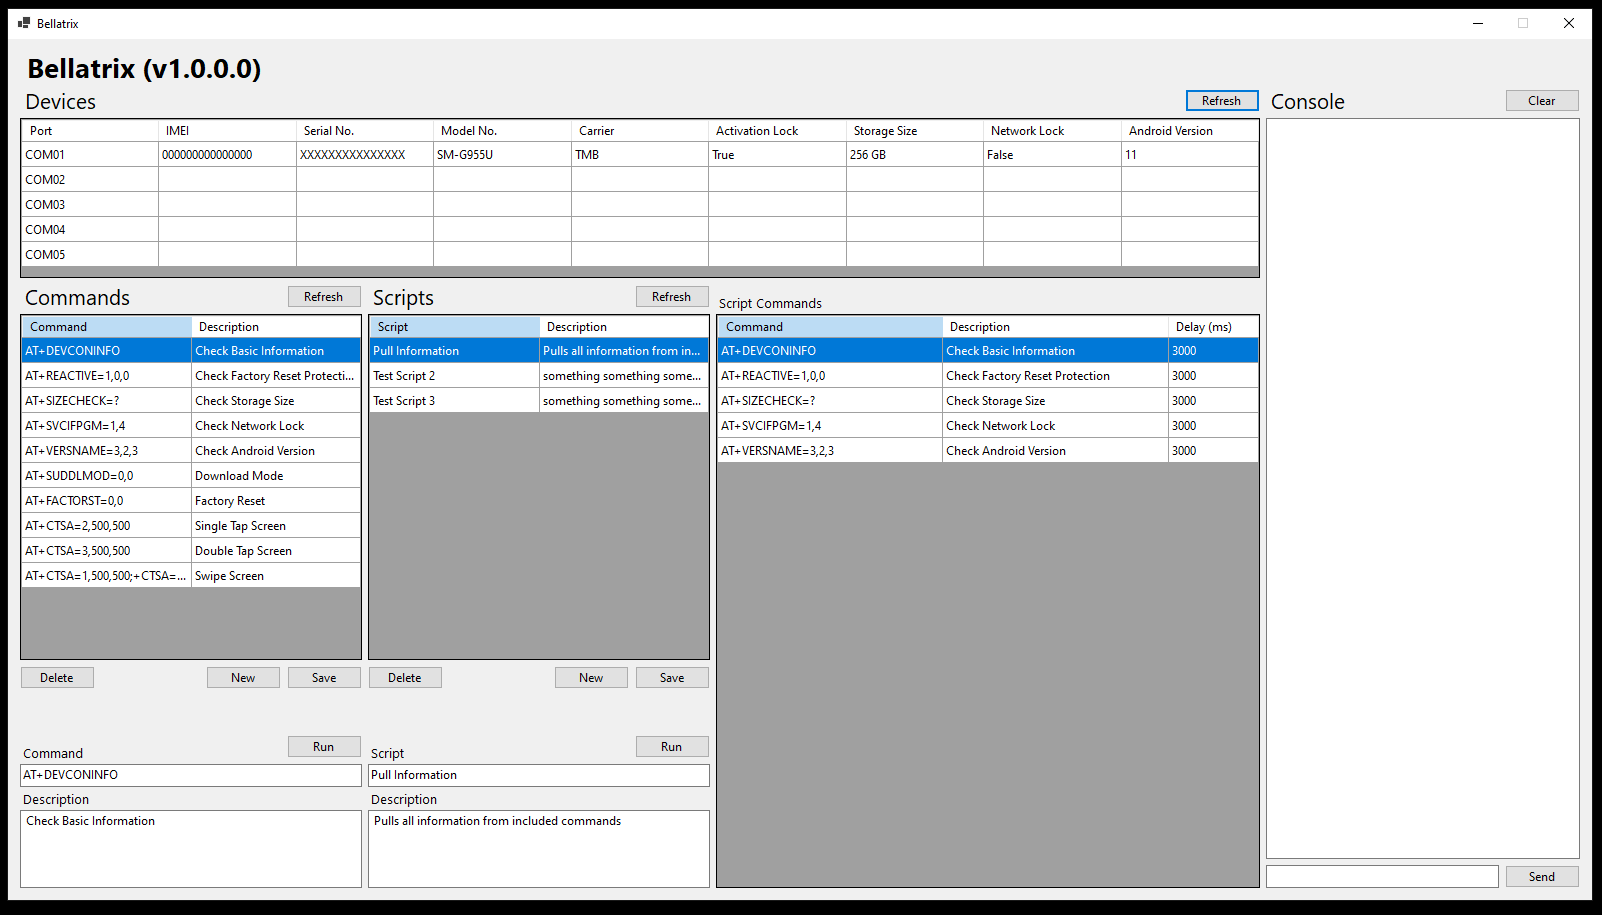 Bellatrix
Bellatrix (v1.0.0.0)
Devices Refresh Console Clear
Port IMEI Serial No. Model No. Carrier Activation Lock Storage Size Network Lock Android Version
COM01 000000000000000 XXXXXXXXXXXXXXX SM-G955U TMB True 256 GB False 11
COM02
COM03
COM04
COM05
Commands Refresh Scripts Refresh Script Commands
Command Description Script Description Command Description Delay (ms)
AT+DEVCONINFO Check Basic Information Pull Information Pulls all information from in... AT+DEVCONINFO Check Basic Information 3000
AT+REACTIVE=1,0,0 Check Factory Reset Protecti... Test Script 2 something something some... AT+REACTIVE=1,0,0 Check Factory Reset Protection 3000
AT+SIZECHECK=? Check Storage Size Test Script 3 something something some... AT+SIZECHECK=? Check Storage Size 3000
AT+SVCIFPGM=1,4 Check Network Lock AT+SVCIFPGM=1,4 Check Network Lock 3000
AT+VERSNAME=3,2,3 Check Android Version AT+VERSNAME=3,2,3 Check Android Version 3000
AT+SUDDLMOD=0,0 Download Mode
AT+FACTORST=0,0 Factory Reset
AT+CTSA=2,500,500 Single Tap Screen
AT+CTSA=3,500,500 Double Tap Screen
AT+CTSA=1,500,500;+CTSA=... Swipe Screen
Delete New Save Delete New Save
Command Run Script Run
AT+DEVCONINFO Pull Information
Description Description
Check Basic Information Pulls all information from included commands
Send